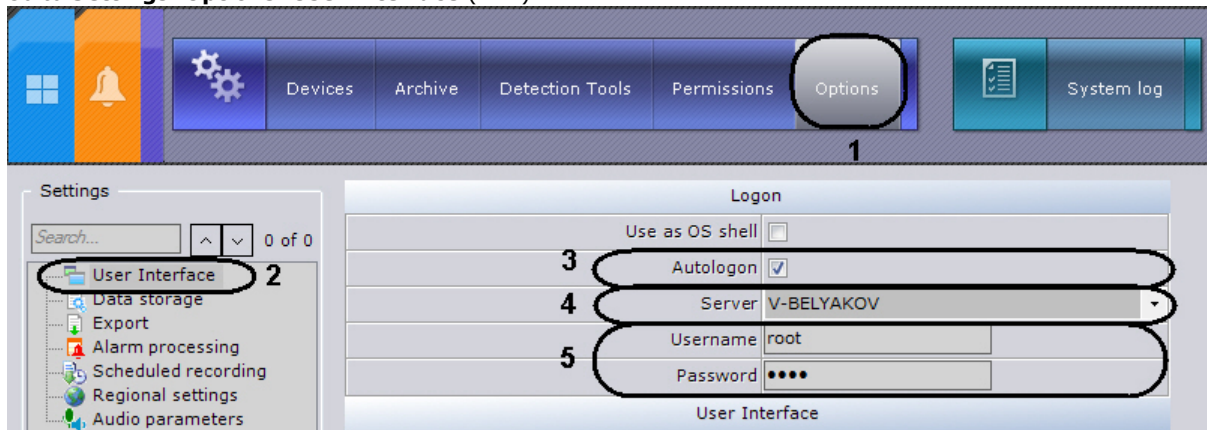 Devices Archive Detection Tools Permissions Options System log
1
Settings
Logon
Search... 0 of 0
Use as OS shell
User Interface 2
3 Autologon
Data storage
4 Server V-BELYAKOV
Export
Username root
Alarm processing
5
Scheduled recording
Password ••••
Regional settings
Audio parameters
User Interface